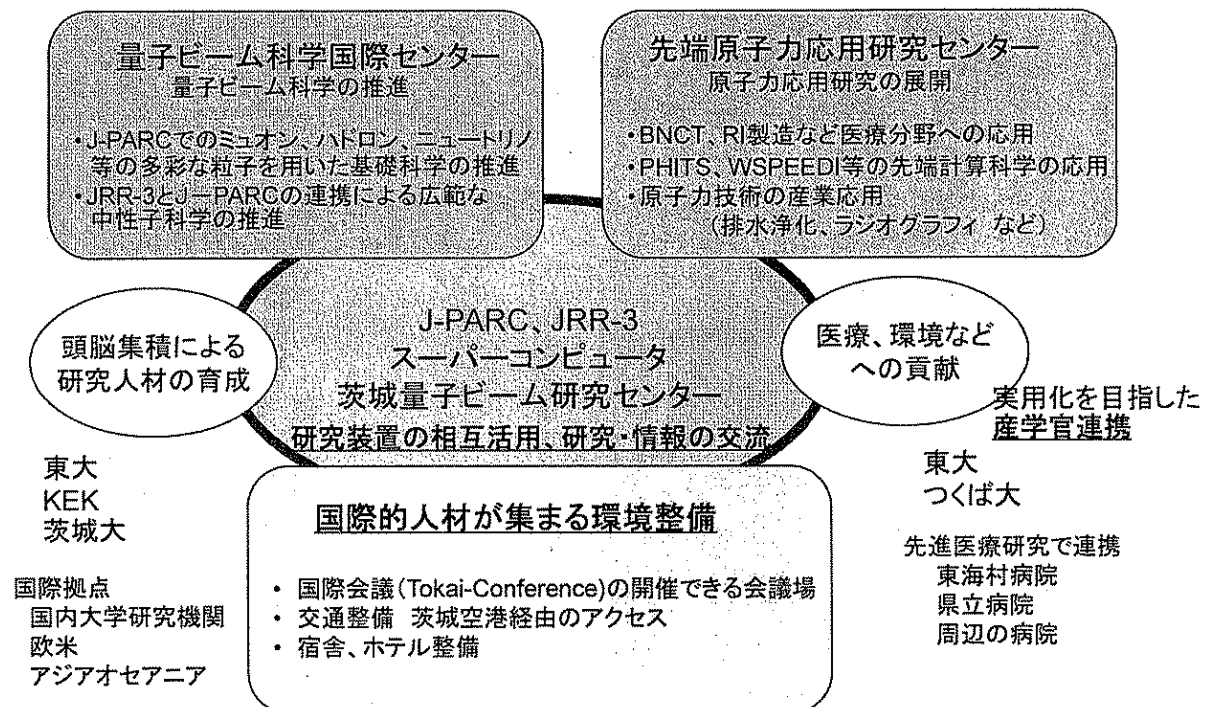 量子ビーム科学国際センター
量子ビーム科学の推進
・J-PARCでのミュオン、ハドロン、ニュートリノ
等の多彩な粒子を用いた基礎科学の推進
・JRR-3とJーPARCの連携による広範な
中性子科学の推進
先端原子力応用研究センター
原子力応用研究の展開
・BNCT、RI製造など医療分野への応用
・PHITS、WSPEEDI等の先端計算科学の応用
・原子力技術の産業応用
（排水浄化、ラジオグラフィ など）
頭脳集積による
研究人材の育成
J-PARC、JRR-3
スーパーコンピュータ
茨城量子ビーム研究センター
研究装置の相互活用、研究・情報の交流
医療、環境など
への貢献
実用化を目指した
産学官連携
東大
KEK
茨城大
国際拠点
国内大学研究機関
欧米
アジアオセアニア
国際的人材が集まる環境整備
・ 国際会議(Tokai-Conference)の開催できる会議場
・ 交通整備 茨城空港経由のアクセス
・ 宿舎、ホテル整備
東大
つくば大
先進医療研究で連携
東海村病院
県立病院
周辺の病院